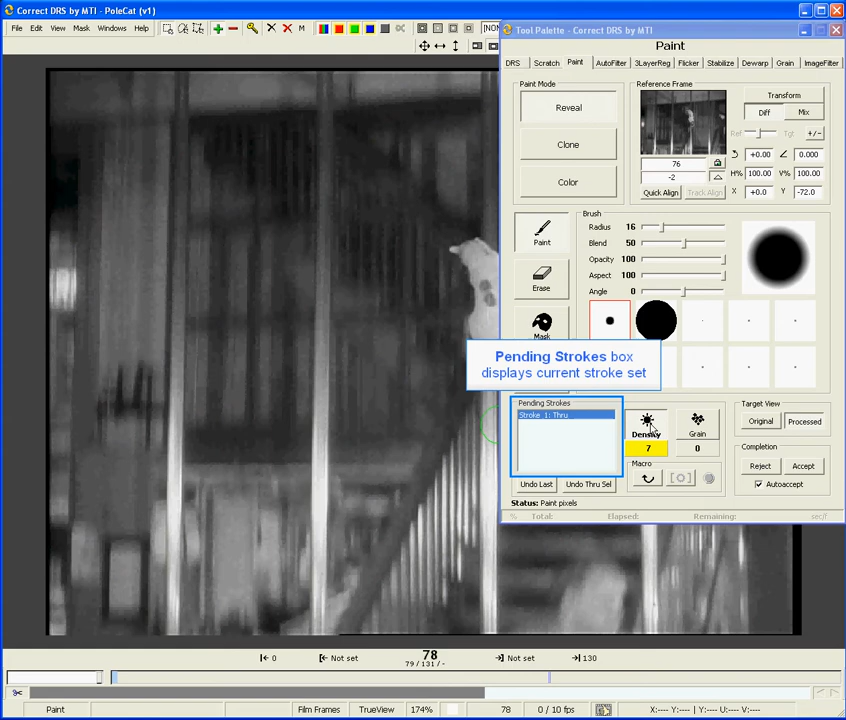 Correct DRS by MTI - PoleCat (v1)
File Edit View Mask Windows Help
M
[NON
Tool Palette - Correct DRS by MTI
Paint
DRS Scratch Paint AutoFilter 3LayerReg Flicker Stabilize Dewarp Grain ImageFilter
Paint Mode
Reveal
Clone
Color
Reference Frame
76
-2
Quick Align Track Align
Transform
Diff Mix
Ref Tgt +/-
+0.00 0.000
H% 100.00 V% 100.00
X +0.0 Y -72.0
Paint
Erase
Mask
Brush
Radius 16
Blend 50
Opacity 100
Aspect 100
Angle 0
Pending Strokes box
displays current stroke set
Pending Strokes
Stroke 1: Thru
Undo Last Undo Thru Sel
Density
7
Grain
0
Macro
Target View
Original Processed
Completion
Reject Accept
Autoaccept
Status: Paint pixels
% Total: Elapsed: Remaining: sec/f
0 Not set 78 Not set 130
79 / 131 / -
Paint Film Frames TrueView 174% 78 0 / 10 fps X:---- Y:---- | Y:---- U:---- V:----